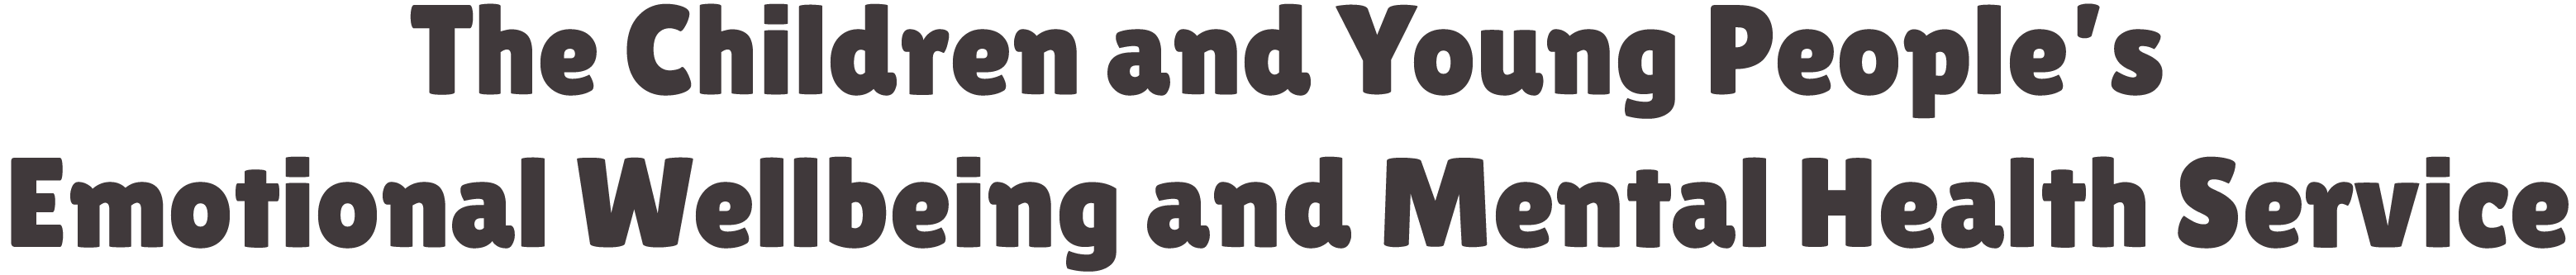 The Children and Young People's
Emotional Wellbeing and Mental Health Service